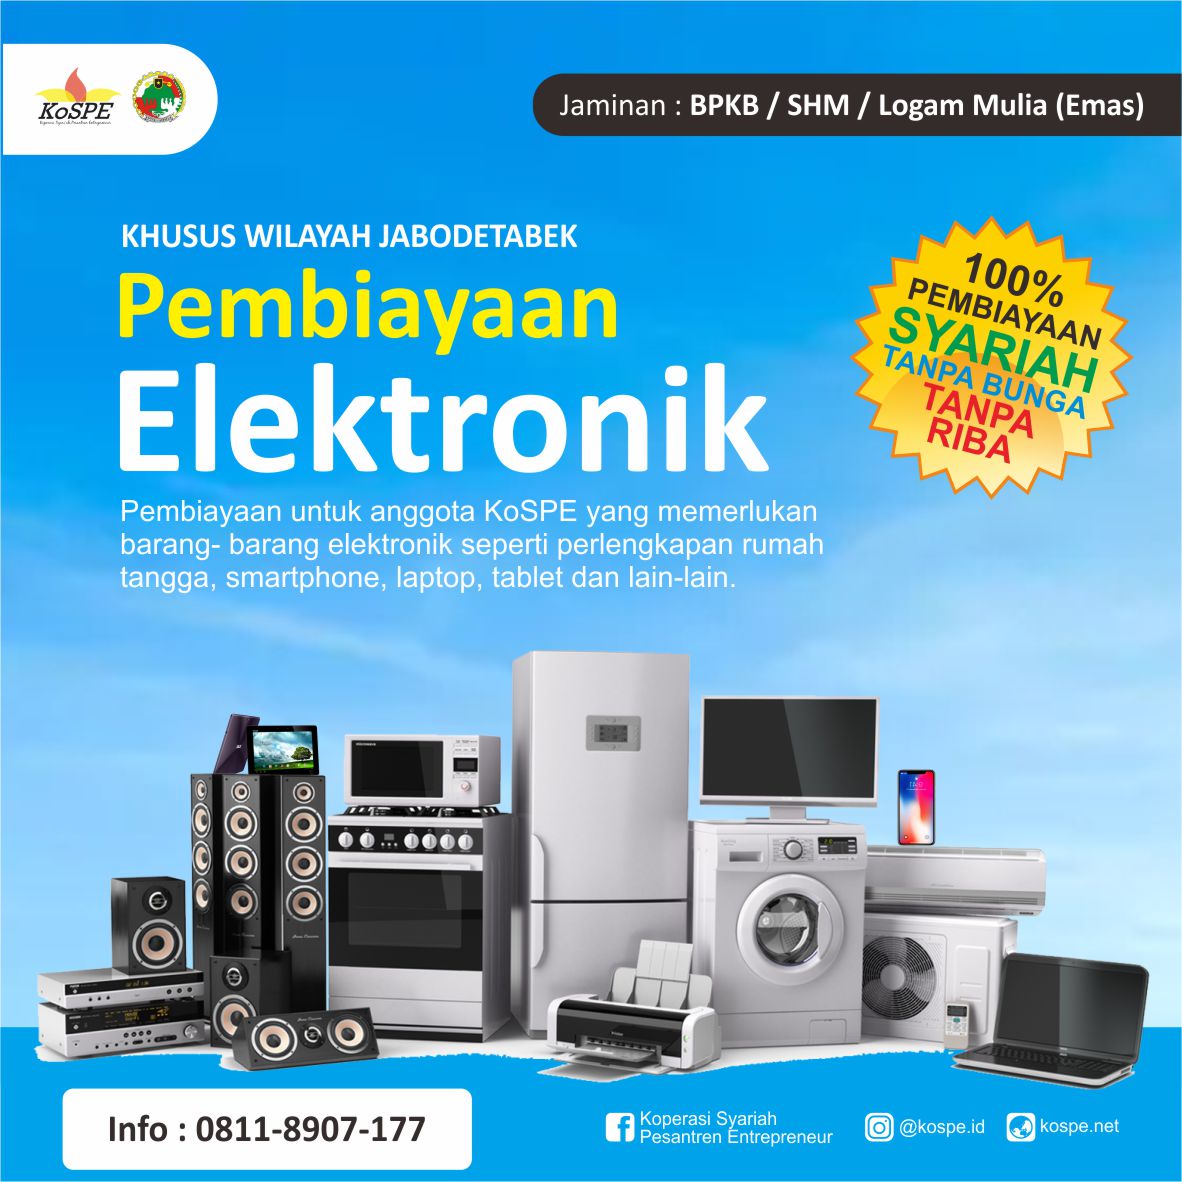 KoSPE
Jaminan : BPKB / SHM / Logam Mulia (Emas)
KHUSUS WILAYAH JABODETABEK
Pembiayaan
Elektronik
Pembiayaan untuk anggota KoSPE yang memerlukan
barang- barang elektronik seperti perlengkapan rumah
tangga, smartphone, laptop, tablet dan lain-lain.
100%
PEMBIAYAAN
SYARIAH
TANPA BUNGA
TANPA
RIBA
Info : 0811-8907-177
Koperasi Syariah
Pesantren Entrepreneur
@kospe.id
kospe.net